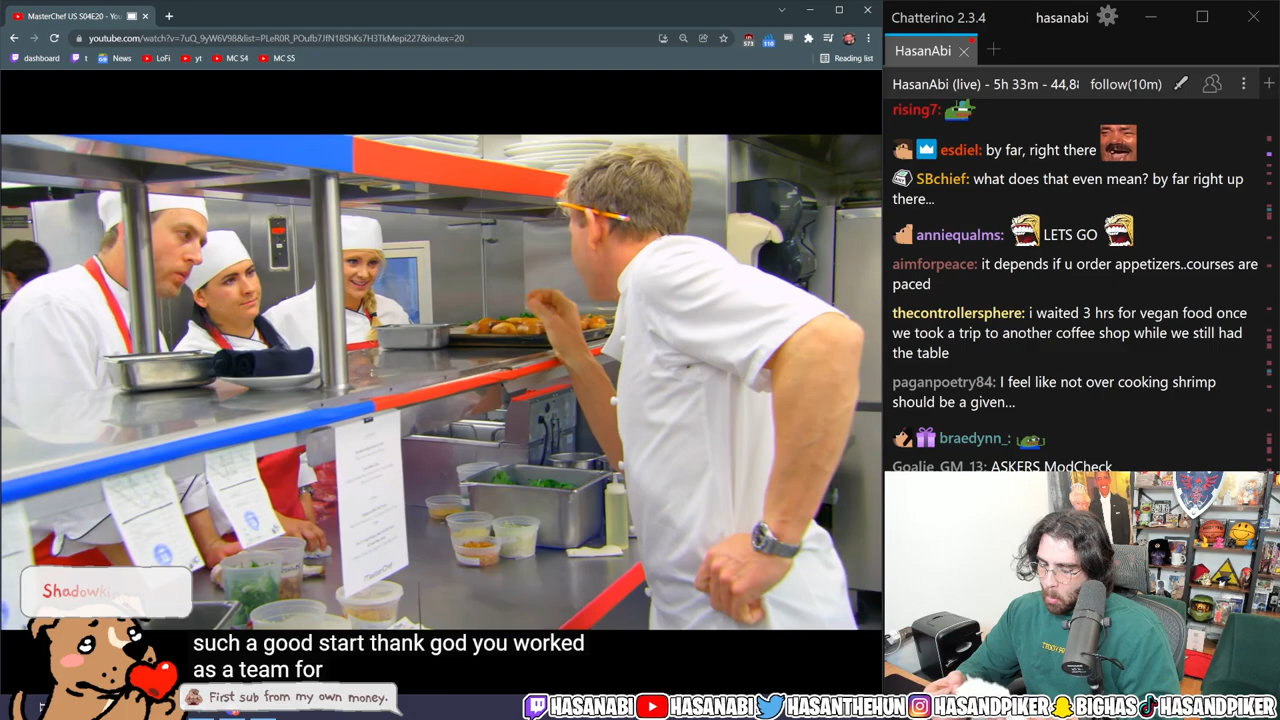 MasterChef US S04E20 - You
youtube.com/watch?v=7uQ_9yW6V98&list=PLeR0R_POufb7JfN18ShKs7H3TkMepi227&index=20
573
110
dashboard
t
News
LoFi
yt
MC S4
MC S5
Reading list
MasterChef
Shadowki
such a good start thank god you worked
as a team for
First sub from my own money.
Chatterino 2.3.4
hasanabi
HasanAbi
HasanAbi (live) - 5h 33m - 44,8
follow(10m)
rising7:
esdiel: by far, right there
SBchief: what does that even mean? by far right up
there...
anniequalms: LETS GO
aimforpeace: it depends if u order appetizers..courses are
paced
thecontrollersphere: i waited 3 hrs for vegan food once
we took a trip to another coffee shop while we still had
the table
paganpoetry84: I feel like not over cooking shrimp
should be a given...
braedynn_:
Goalie_GM_13: ASKERS ModCheck
HASANABI
HASANABI
HASANTHEHUN
HASANDPIKER
BIGHAS
HASANDPIKER